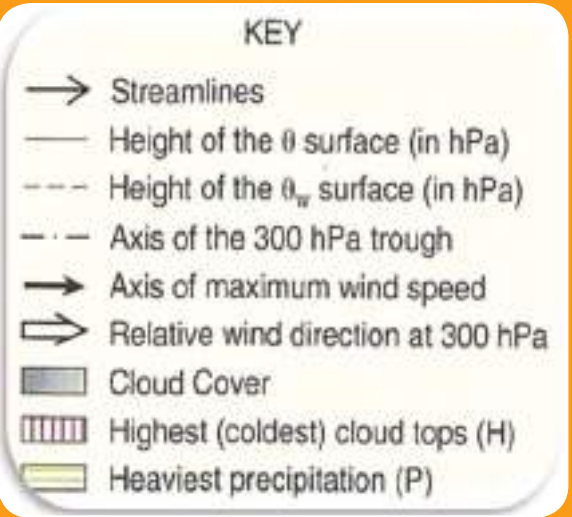 KEY
Streamlines
Height of the θ surface (in hPa)
Height of the θw surface (in hPa)
Axis of the 300 hPa trough
Axis of maximum wind speed
Relative wind direction at 300 hPa
Cloud Cover
Highest (coldest) cloud tops (H)
Heaviest precipitation (P)